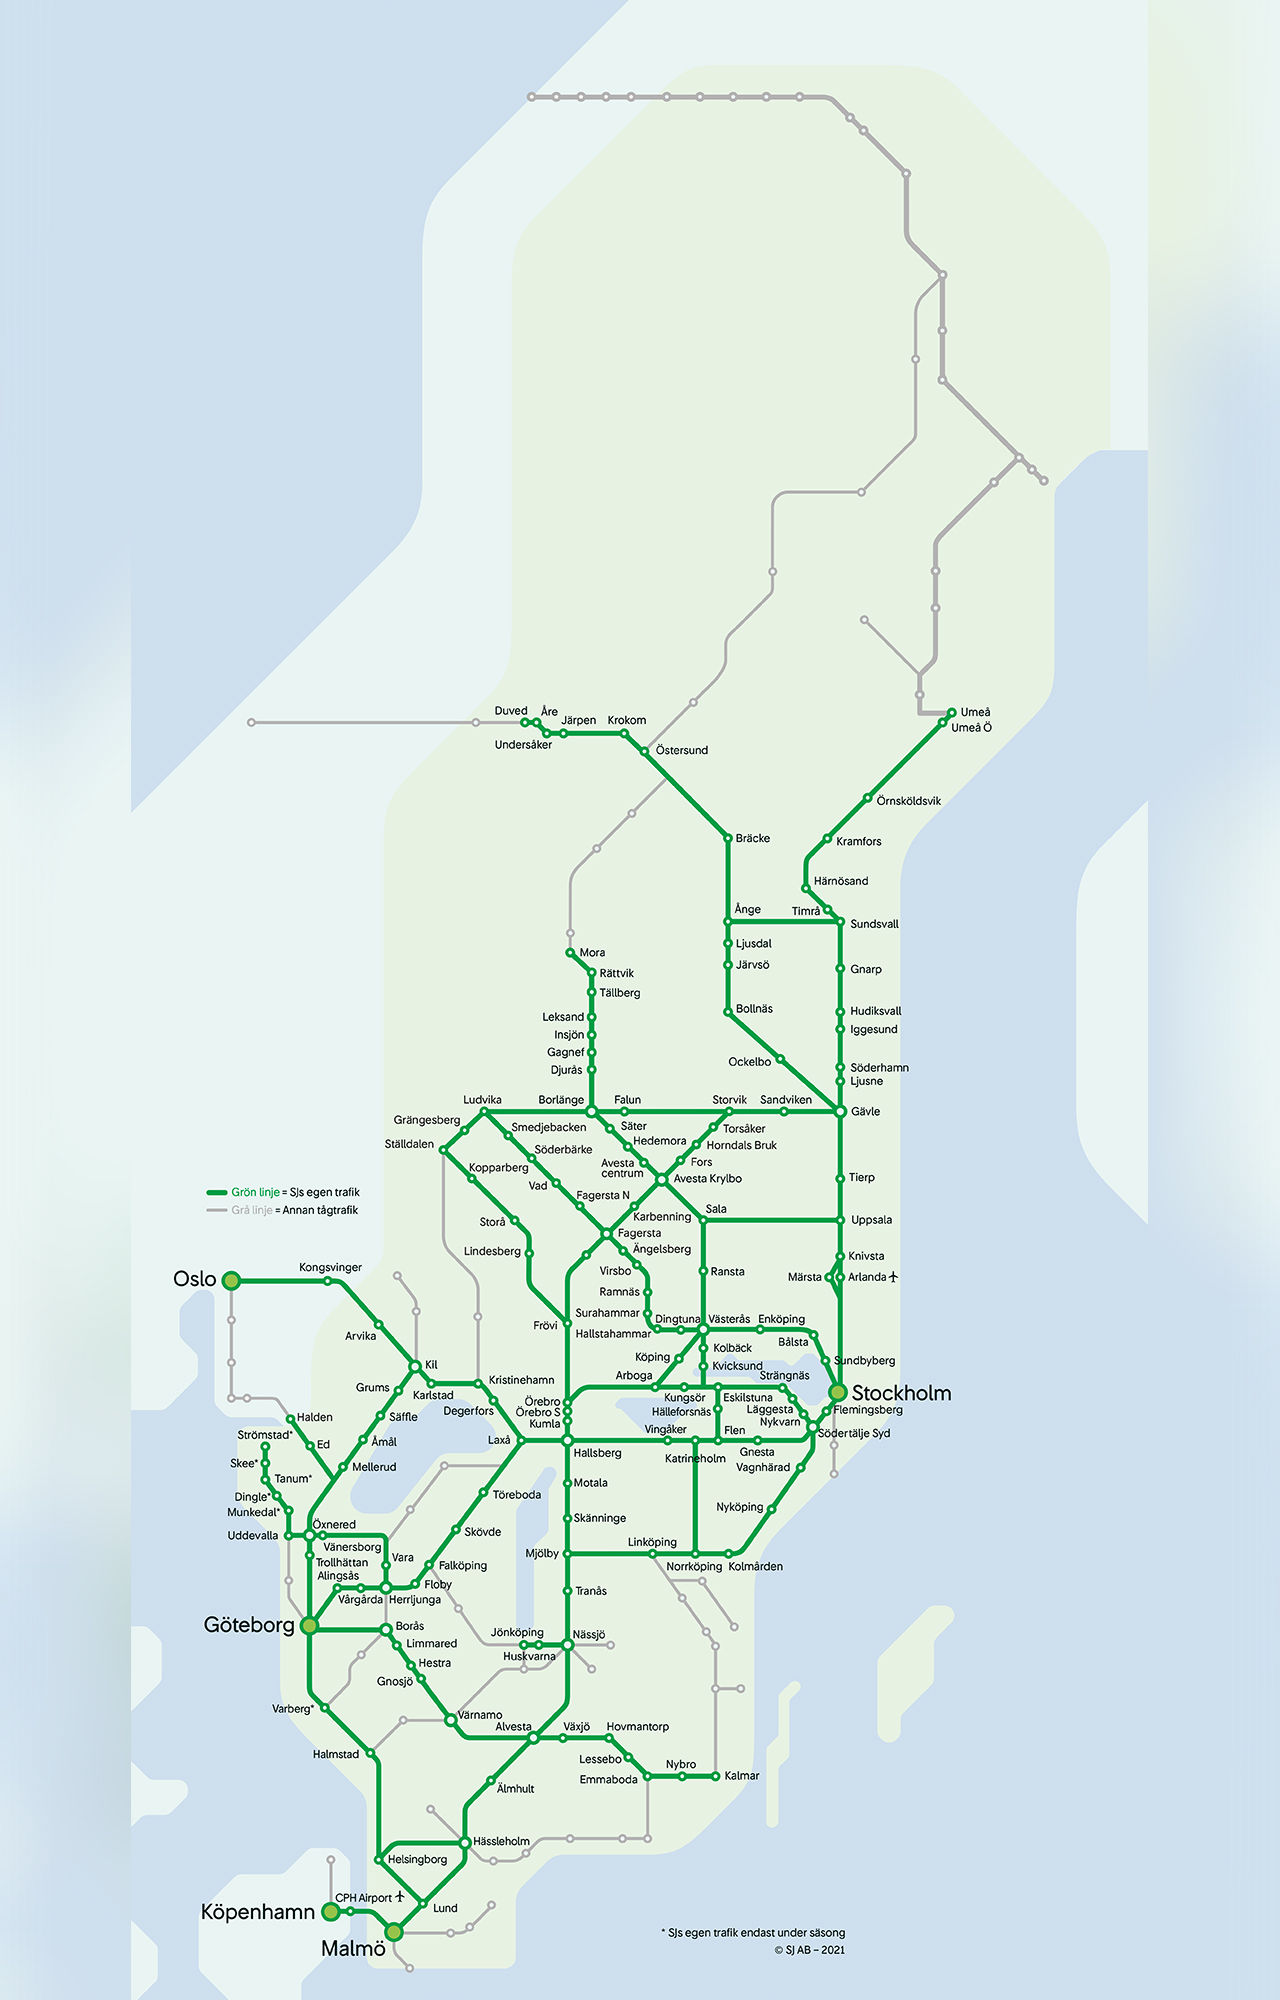 Duved
Åre
Järpen
Krokom
Undersåker
Östersund
Umeå
Umeå Ö
Örnsköldsvik
Bräcke
Kramfors
Härnösand
Ånge
Timrå
Sundsvall
Ljusdal
Mora
Järvsö
Gnarp
Rättvik
Tällberg
Leksand
Bollnäs
Hudiksvall
Insjön
Iggesund
Gagnef
Ockelbo
Djurås
Söderhamn
Ljusne
Ludvika
Borlänge
Falun
Storvik
Sandviken
Gävle
Grängesberg
Smedjebacken
Säter
Torsåker
Ställdalen
Hedemora
Horndals Bruk
Söderbärke
Avesta
centrum
Fors
Kopparberg
Avesta Krylbo
Tierp
Vad
Grön linje = SJs egen trafik
Fagersta N
Grå linje = Annan tågtrafik
Karbenning
Sala
Storå
Uppsala
Fagersta
Lindesberg
Ängelsberg
Knivsta
Kongsvinger
Virsbo
Ransta
Oslo
Märsta
Arlanda
Ramnäs
Surahammar
Dingtuna
Västerås
Enköping
Frövi
Hallstahammar
Arvika
Bålsta
Kolbäck
Köping
Sundbyberg
Kil
Kvicksund
Kristinehamn
Arboga
Strängnäs
Grums
Karlstad
Stockholm
Örebro
Kungsör
Eskilstuna
Degerfors
Örebro S
Hälleforsnäs
Läggesta
Flemingsberg
Halden
Säffle
Kumla
Nykvarn
Strömstad*
Vingåker
Flen
Södertälje Syd
Ed
Åmål
Laxå
Hallsberg
Katrineholm
Gnesta
Skee*
Mellerud
Vagnhärad
Tanum*
Motala
Dingle*
Töreboda
Nyköping
Munkedal*
Skänninge
Öxnered
Uddevalla
Skövde
Vänersborg
Linköping
Vara
Mjölby
Trollhättan
Falköping
Norrköping
Kolmården
Alingsås
Floby
Tranås
Vårgårda
Herrljunga
Göteborg
Borås
Jönköping
Nässjö
Limmared
Huskvarna
Hestra
Gnosjö
Varberg*
Värnamo
Alvesta
Växjö
Hovmantorp
Halmstad
Lessebo
Nybro
Emmaboda
Kalmar
Älmhult
Hässleholm
Helsingborg
CPH Airport
Köpenhamn
Lund
Malmö
* SJs egen trafik endast under säsong
© SJ AB – 2021